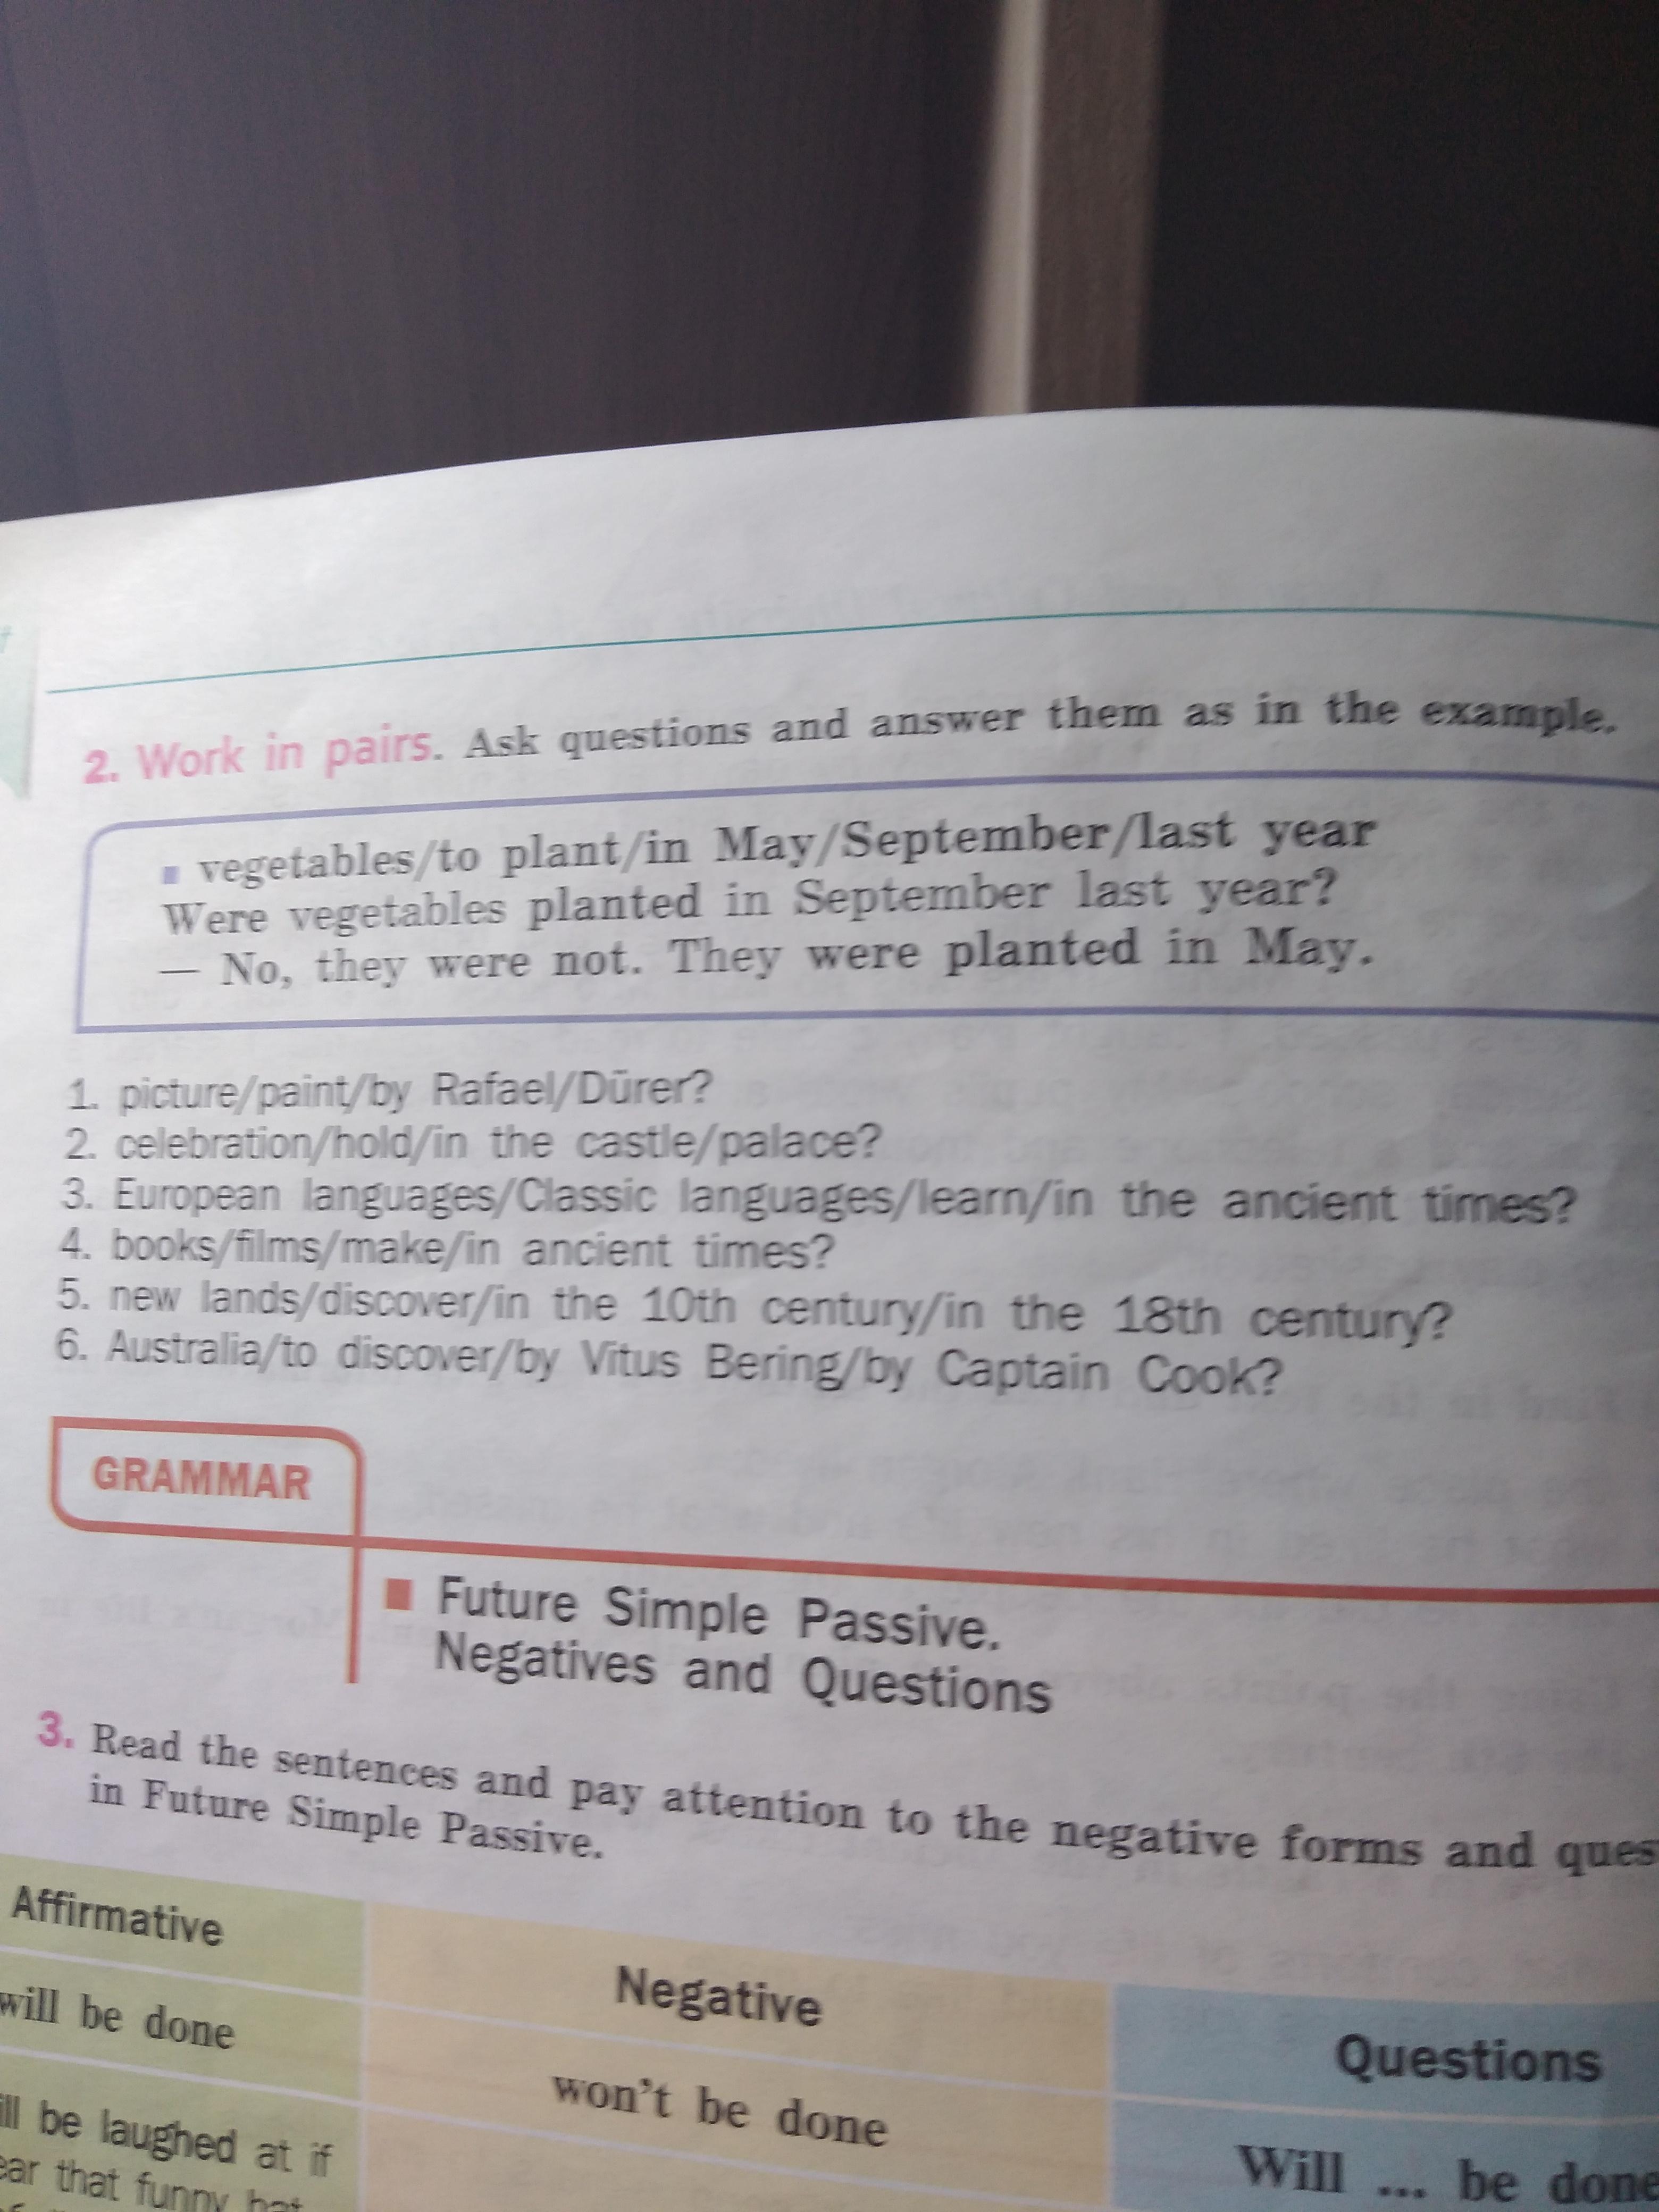 2. Work in pairs. Ask questions and answer them as in the example.
▪ vegetables/to plant/in May/September/last year
Were vegetables planted in September last year?
— No, they were not. They were planted in May.
1. picture/paint/by Rafael/Dürer?
2. celebration/hold/in the castle/palace?
3. European languages/Classic languages/learn/in the ancient times?
4. books/films/make/in ancient times?
5. new lands/discover/in the 10th century/in the 18th century?
6. Australia/to discover/by Vitus Bering/by Captain Cook?
GRAMMAR
■ Future Simple Passive.
Negatives and Questions
3. Read the sentences and pay attention to the negative forms and ques
in Future Simple Passive.
Affirmative
Negative
Questions
will be done
won't be done
Will ... be done
ill be laughed at if
ear that funny hat